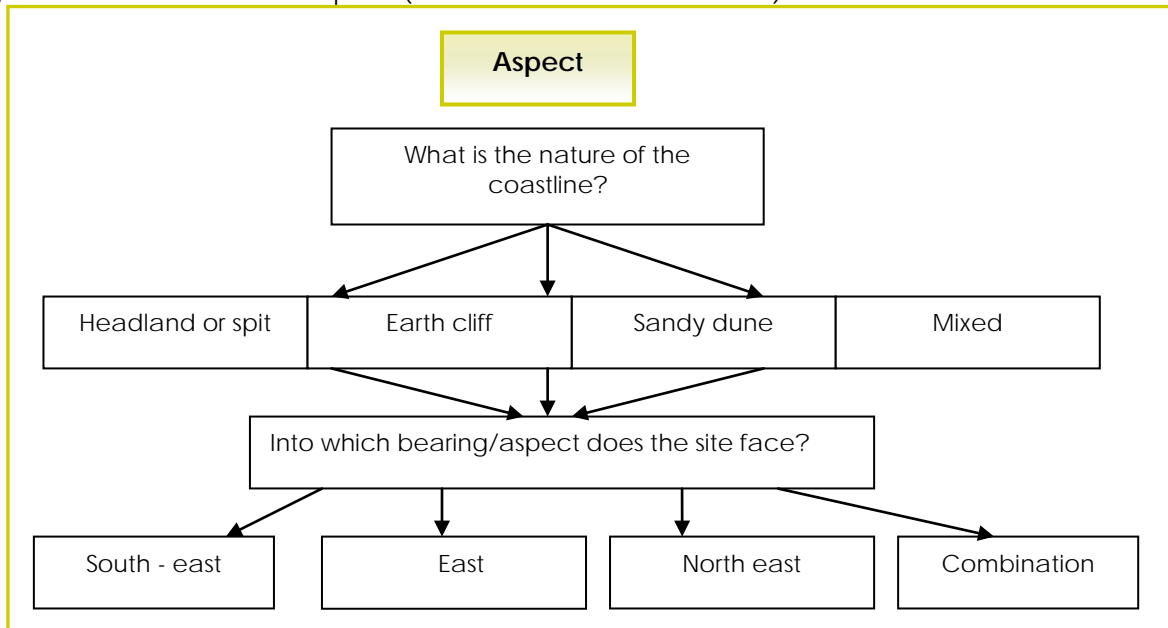 Aspect
What is the nature of the
coastline?
Headland or spit
Earth cliff
Sandy dune
Mixed
Into which bearing/aspect does the site face?
South - east
East
North east
Combination